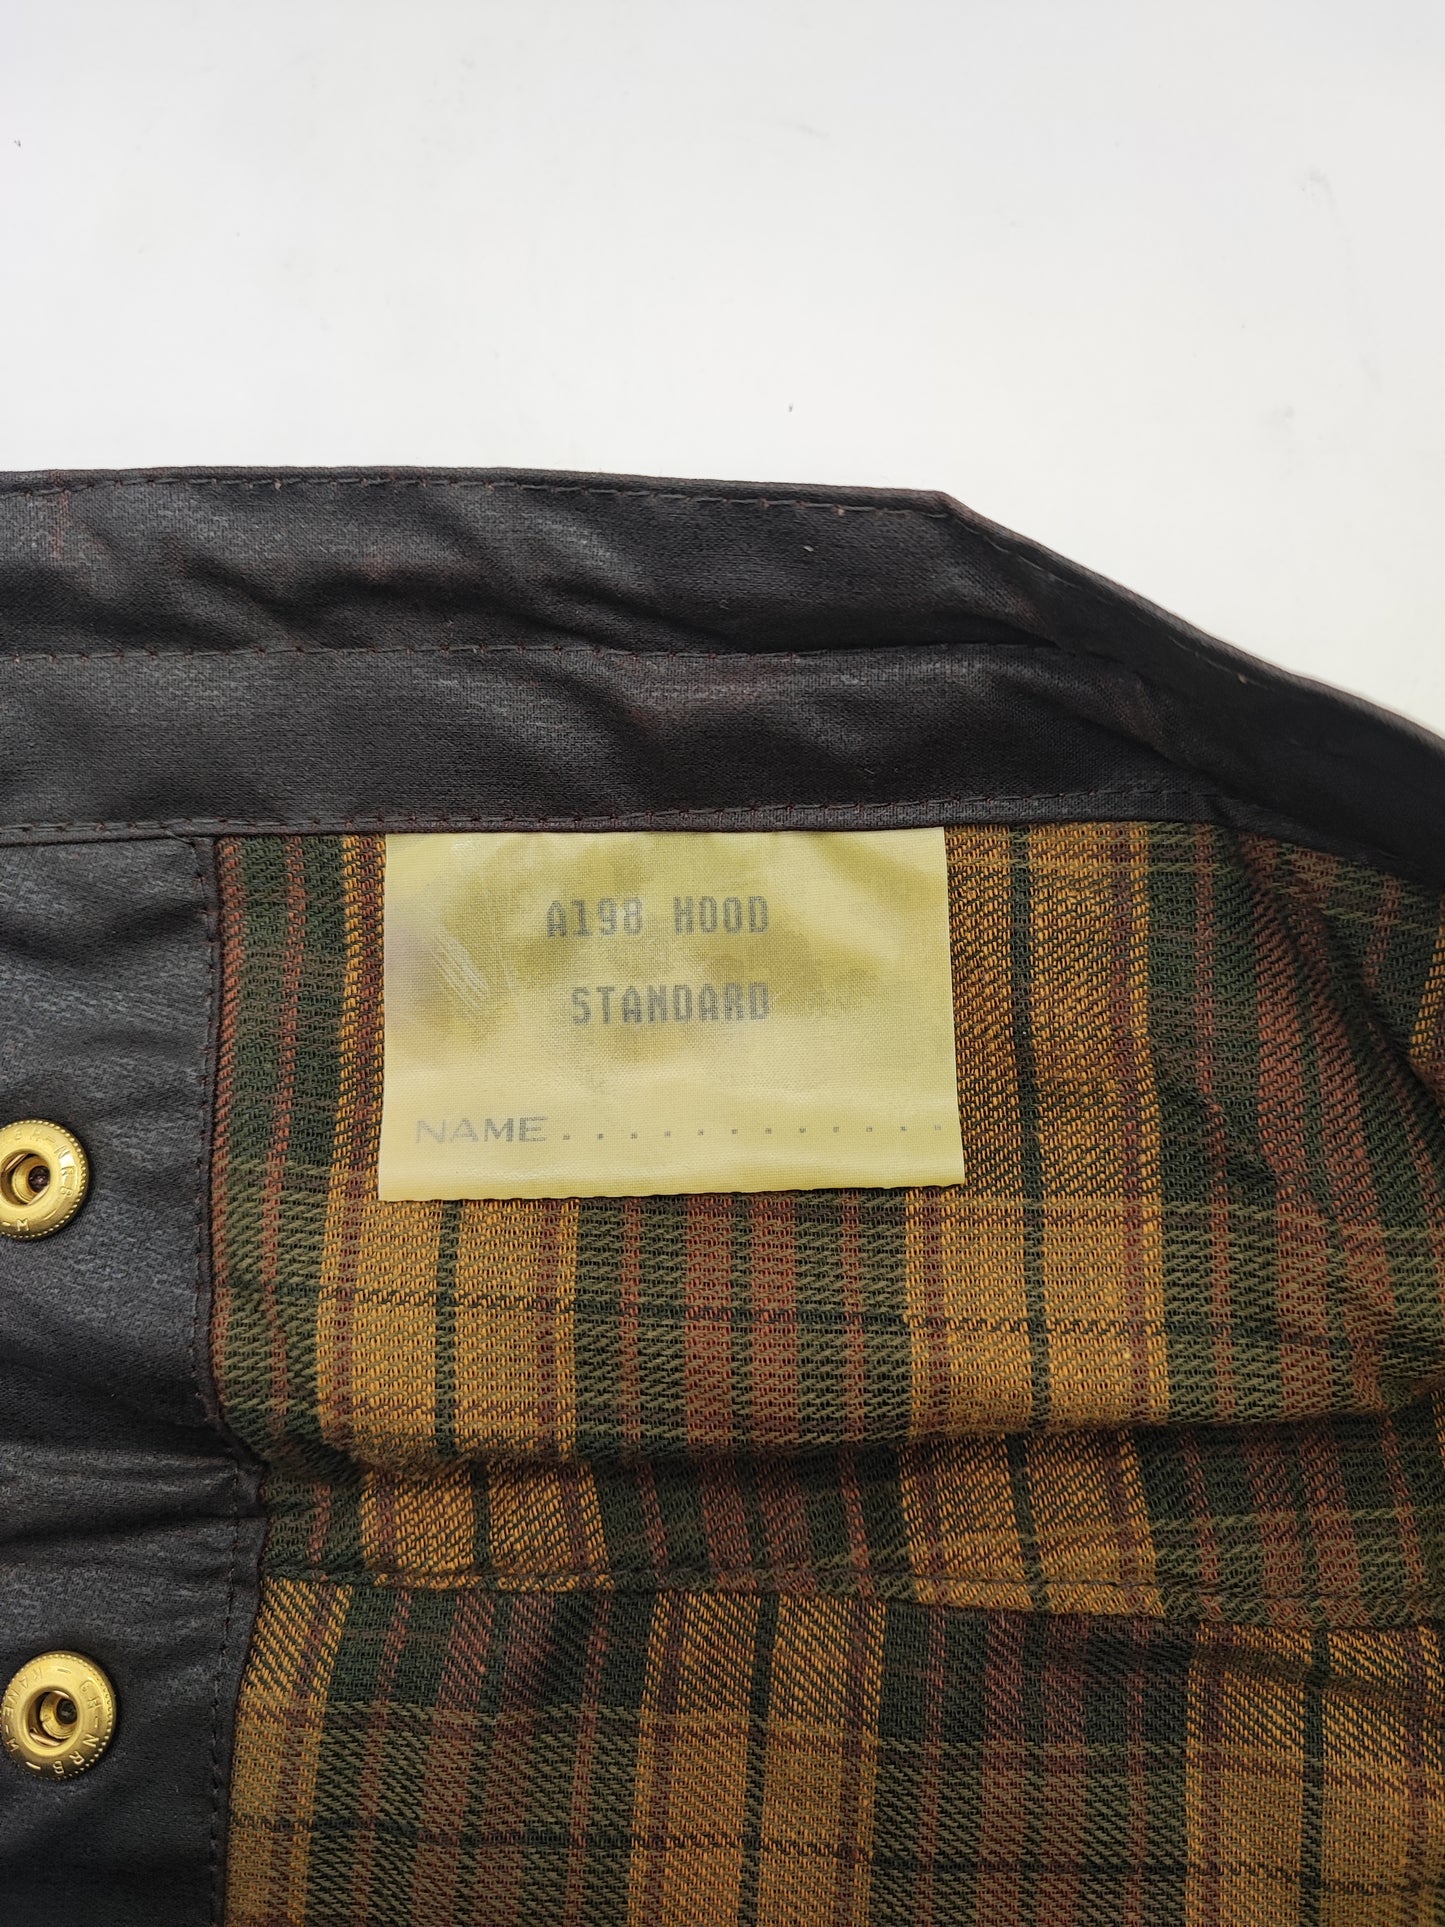 A198 HOOD
STANDARD
NAME.............